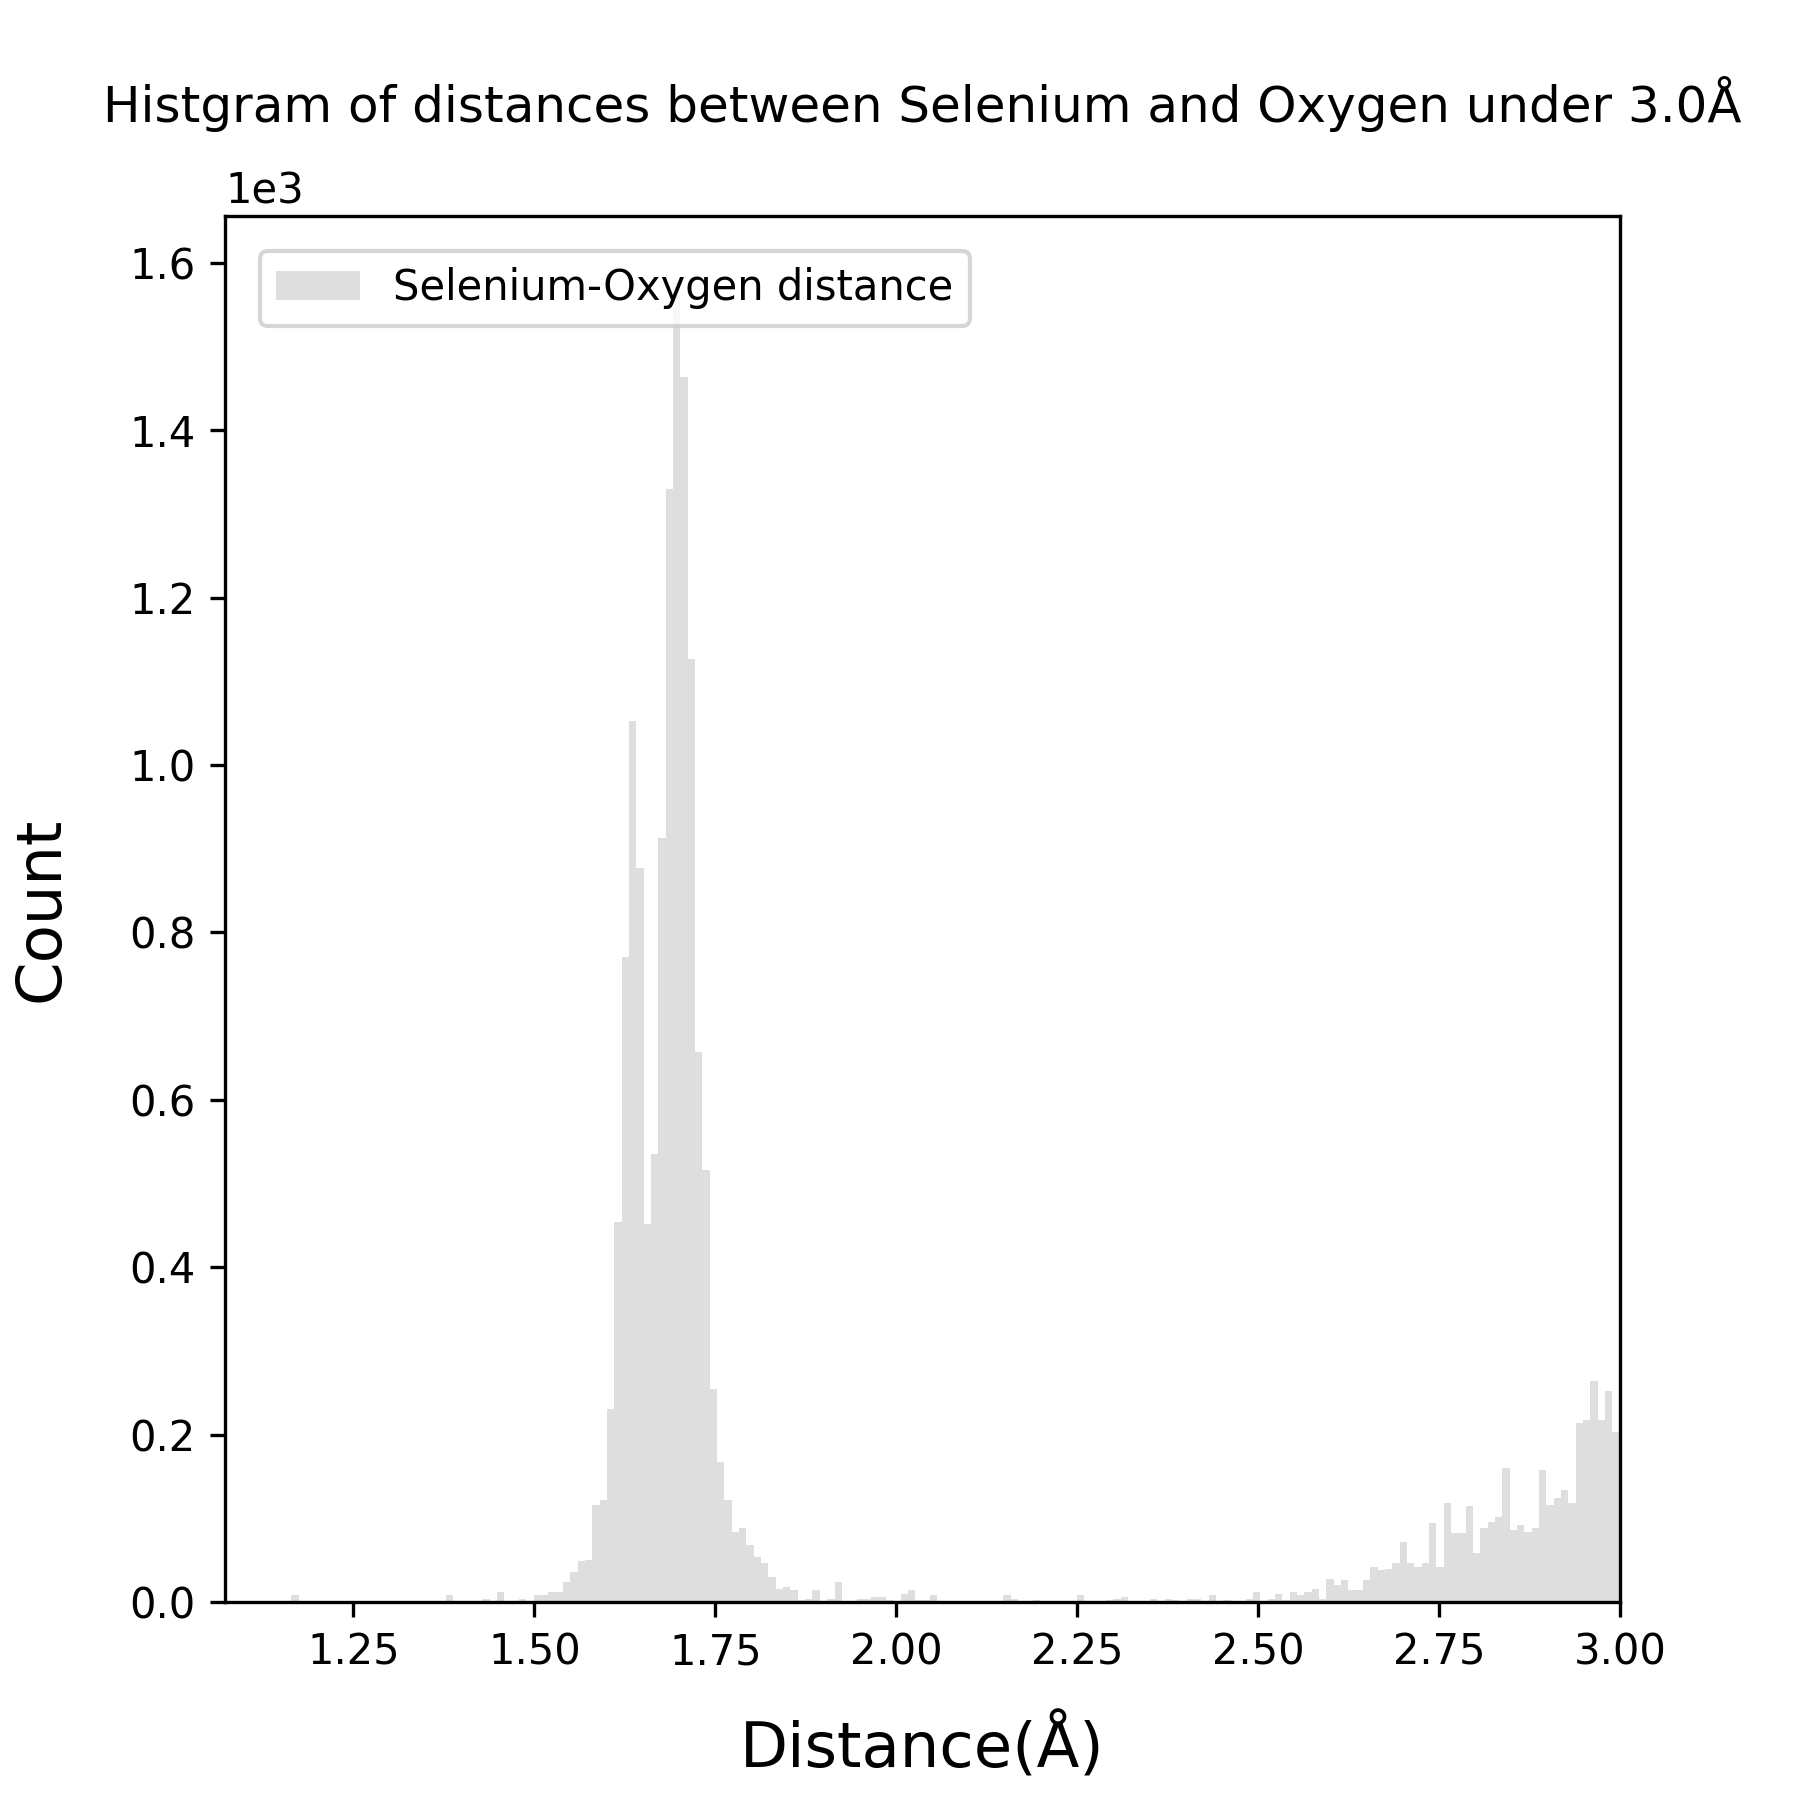 Histgram of distances between Selenium and Oxygen under 3.0Å
1e3
Selenium-Oxygen distance
1.6
1.4
1.2
1.0
0.8
0.6
0.4
0.2
0.0
Count
1.25 1.50 1.75 2.00 2.25 2.50 2.75 3.00
Distance(Å)